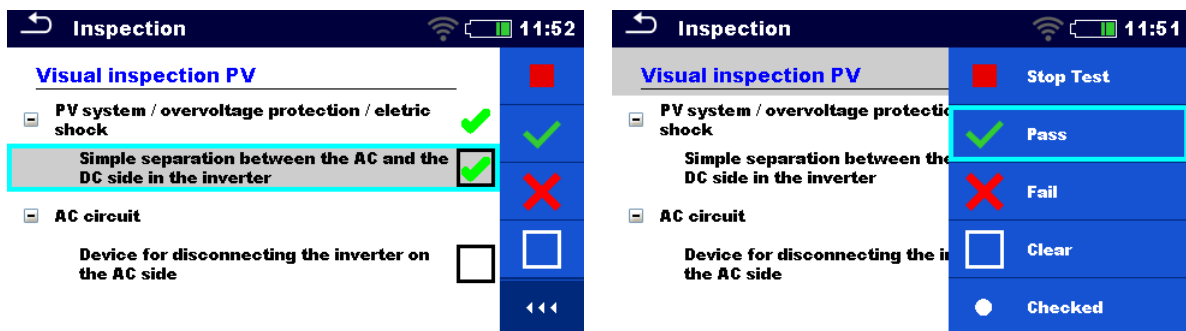 Inspection
11:52
Visual inspection PV
PV system / overvoltage protection / eletric
shock
Simple separation between the AC and the
DC side in the inverter
AC circuit
Device for disconnecting the inverter on
the AC side
Inspection
11:51
Visual inspection PV
PV system / overvoltage protectic
shock
Simple separation between the
DC side in the inverter
AC circuit
Device for disconnecting the in
the AC side
Stop Test
Pass
Fail
Clear
Checked